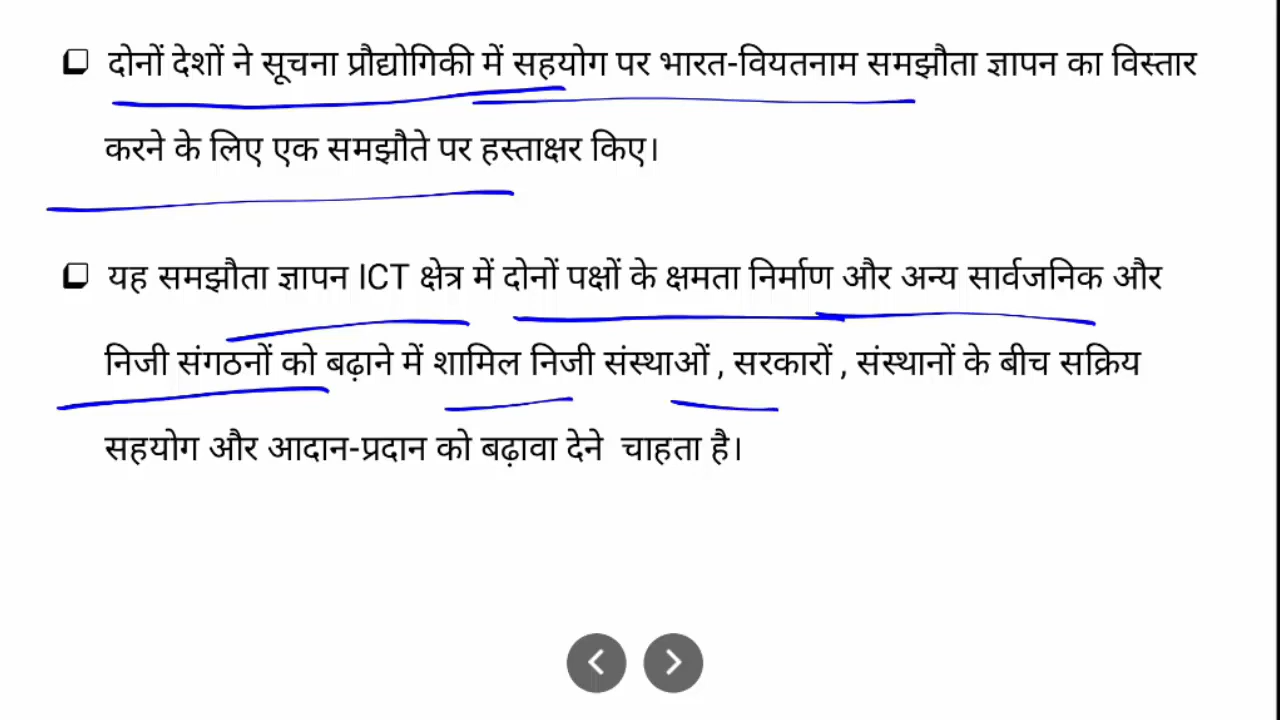 ❑ दोनों देशों ने सूचना प्रौद्योगिकी में सहयोग पर भारत-वियतनाम समझौता ज्ञापन का विस्तार
करने के लिए एक समझौते पर हस्ताक्षर किए।
❑ यह समझौता ज्ञापन ICT क्षेत्र में दोनों पक्षों के क्षमता निर्माण और अन्य सार्वजनिक और
निजी संगठनों को बढ़ाने में शामिल निजी संस्थाओं , सरकारों , संस्थानों के बीच सक्रिय
सहयोग और आदान-प्रदान को बढ़ावा देने चाहता है।